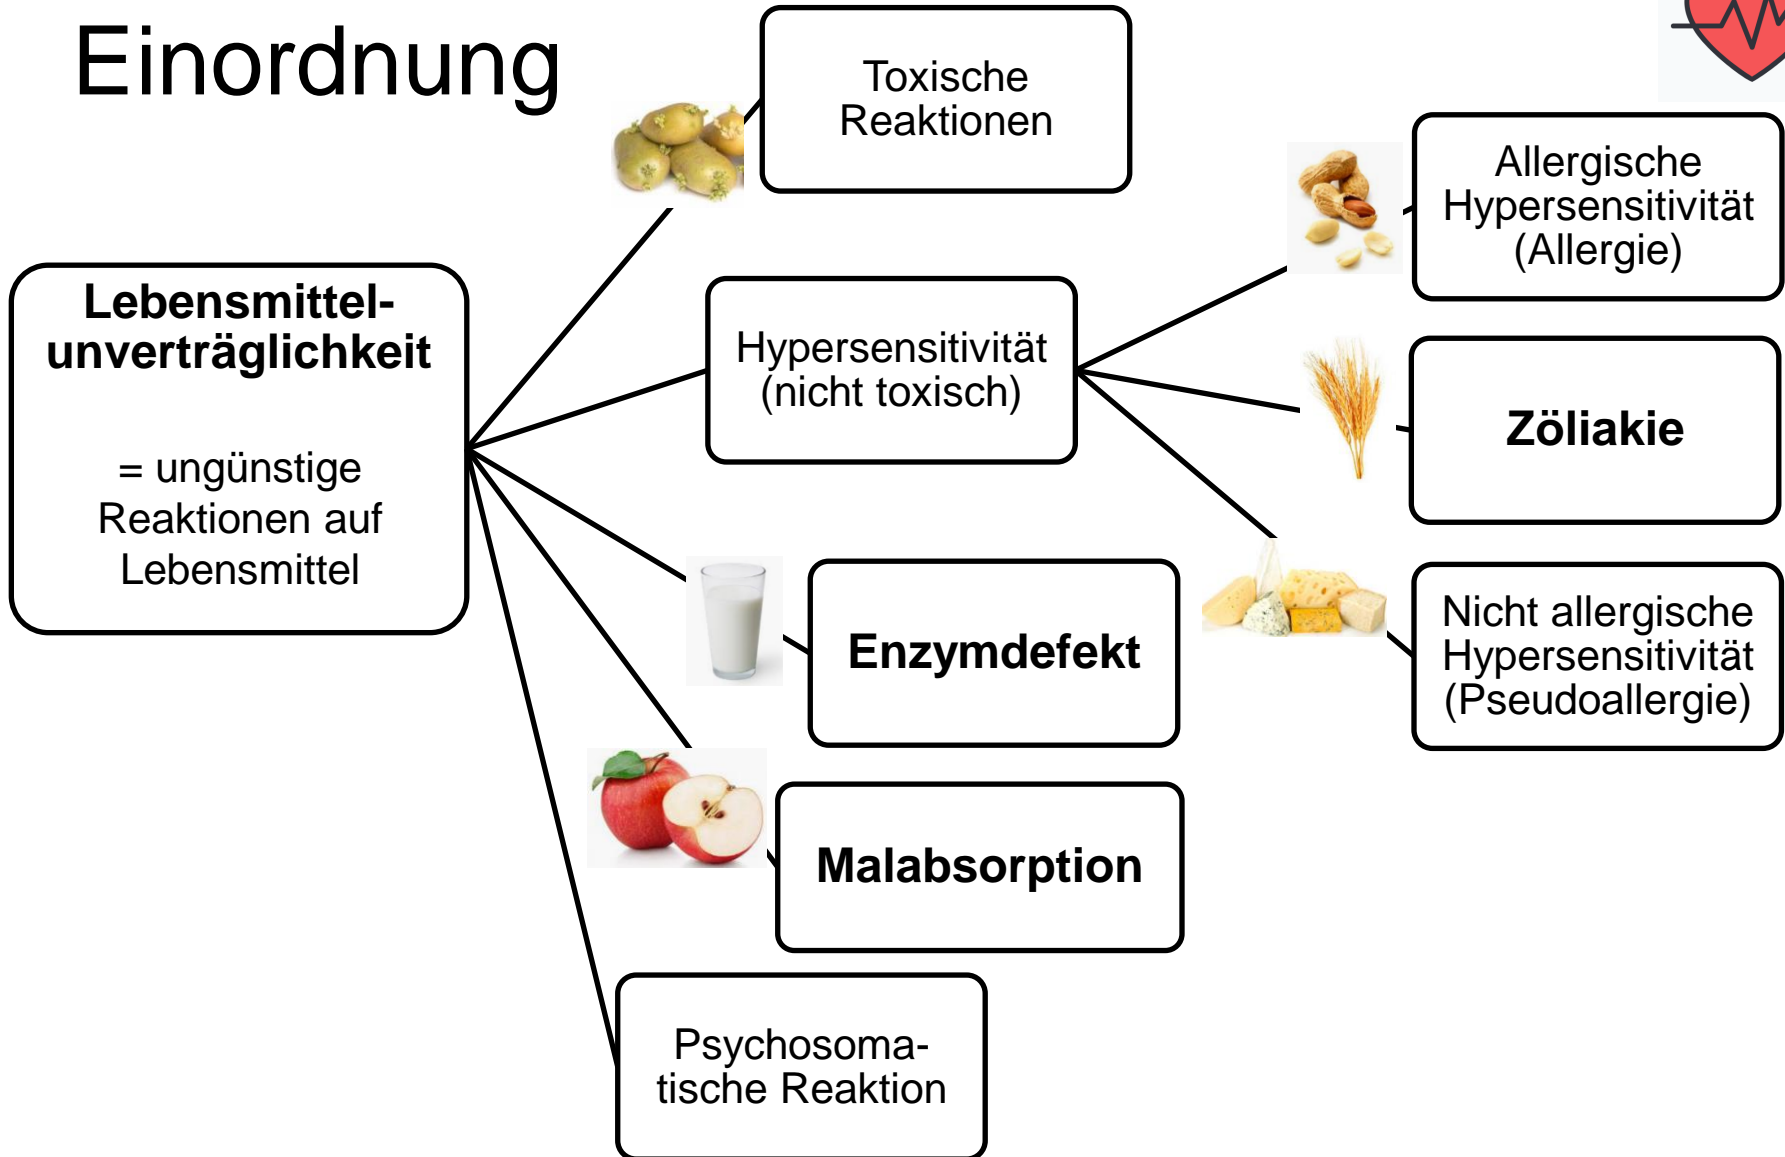 Einordnung
Lebensmittel-
unverträglichkeit
= ungünstige
Reaktionen auf
Lebensmittel
Toxische
Reaktionen
Hypersensitivität
(nicht toxisch)
Enzymdefekt
Malabsorption
Psychosoma-
tische Reaktion
Allergische
Hypersensitivität
(Allergie)
Zöliakie
Nicht allergische
Hypersensitivität
(Pseudoallergie)